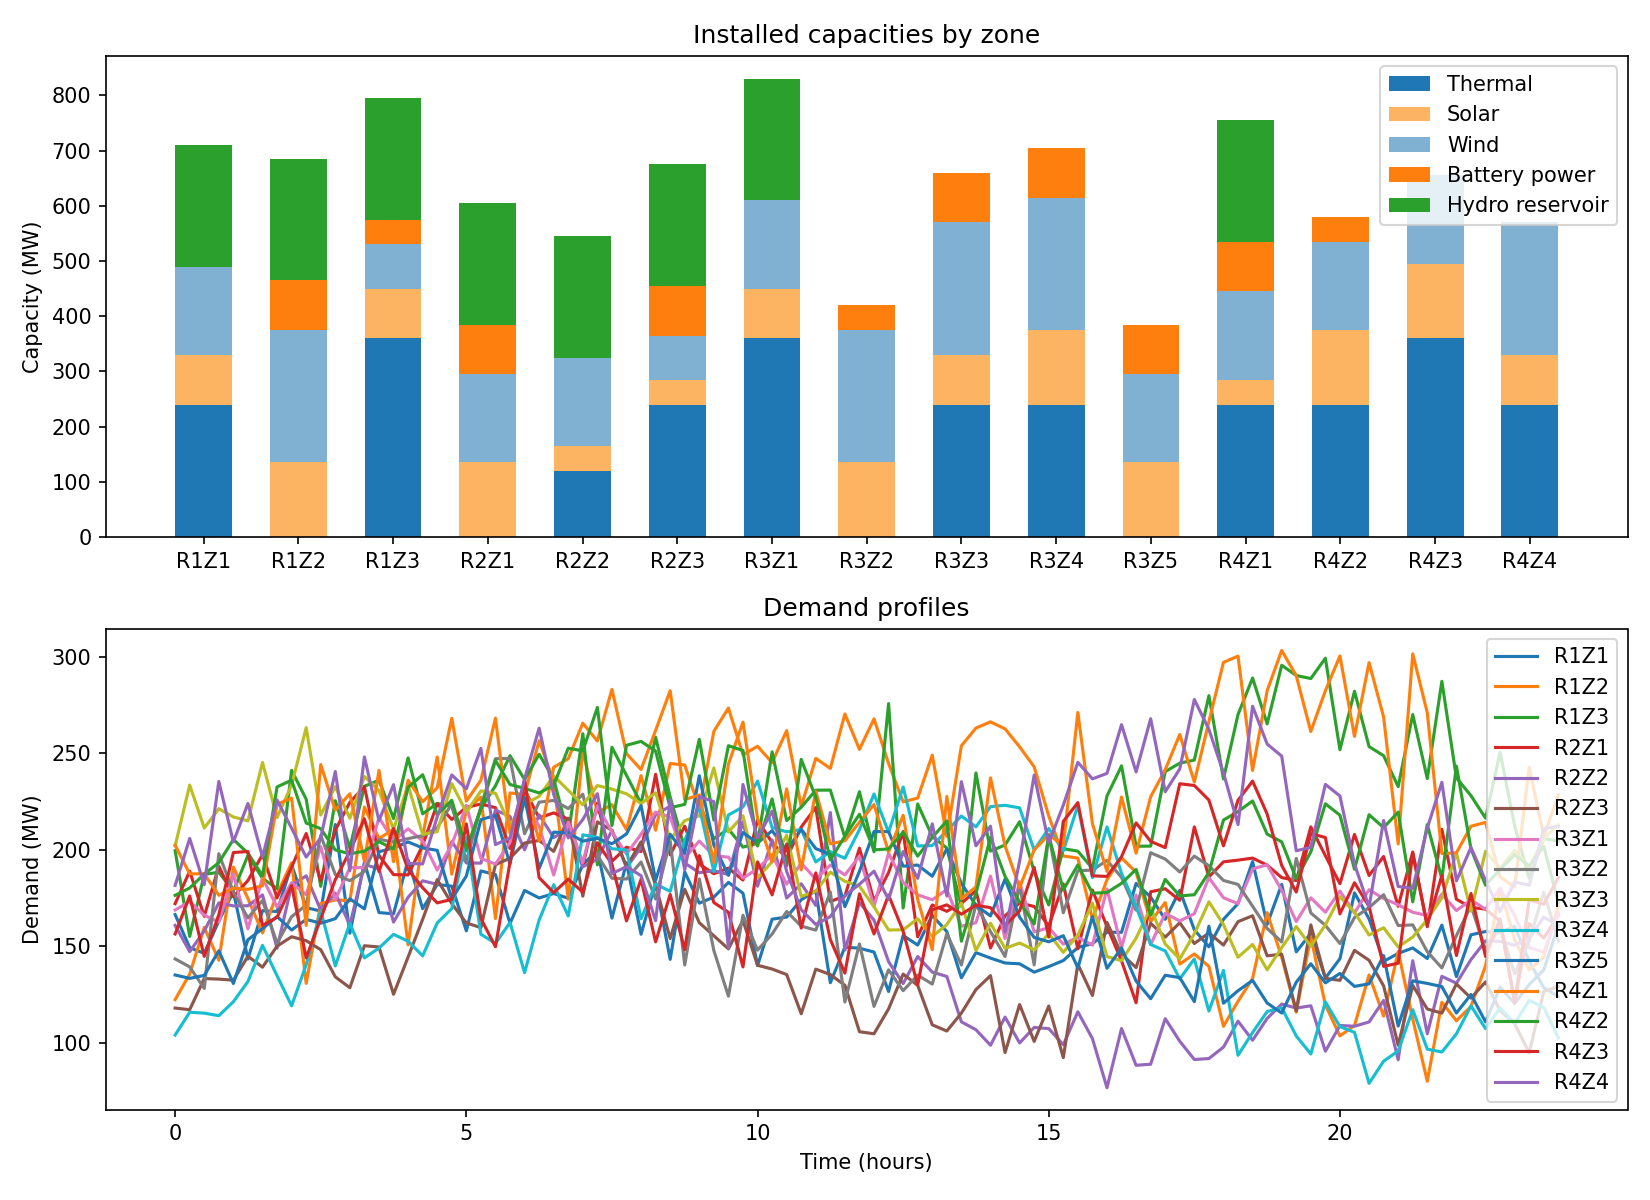 Installed capacities by zone
Capacity (MW)
800
700
600
500
400
300
200
100
0
Thermal
Solar
Wind
Battery power
Hydro reservoir
R1Z1 R1Z2 R1Z3 R2Z1 R2Z2 R2Z3 R3Z1 R3Z2 R3Z3 R3Z4 R3Z5 R4Z1 R4Z2 R4Z3 R4Z4
Demand profiles
Demand (MW)
300
250
200
150
100
R1Z1
R1Z2
R1Z3
R2Z1
R2Z2
R2Z3
R3Z1
R3Z2
R3Z3
R3Z4
R3Z5
R4Z1
R4Z2
R4Z3
R4Z4
0 5 10 15 20
Time (hours)